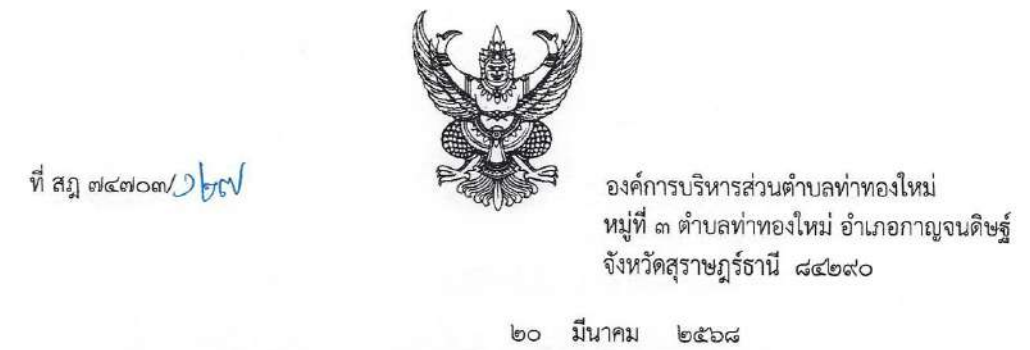 ที่ สฎ ๗๔๗๐๓/๑๒๗
องค์การบริหารส่วนตำบลท่าทองใหม่
หมู่ที่ ๓ ตำบลท่าทองใหม่ อำเภอกาญจนดิษฐ์
จังหวัดสุราษฎร์ธานี ๘๔๒๙๐
๒๐ มีนาคม ๒๕๖๘